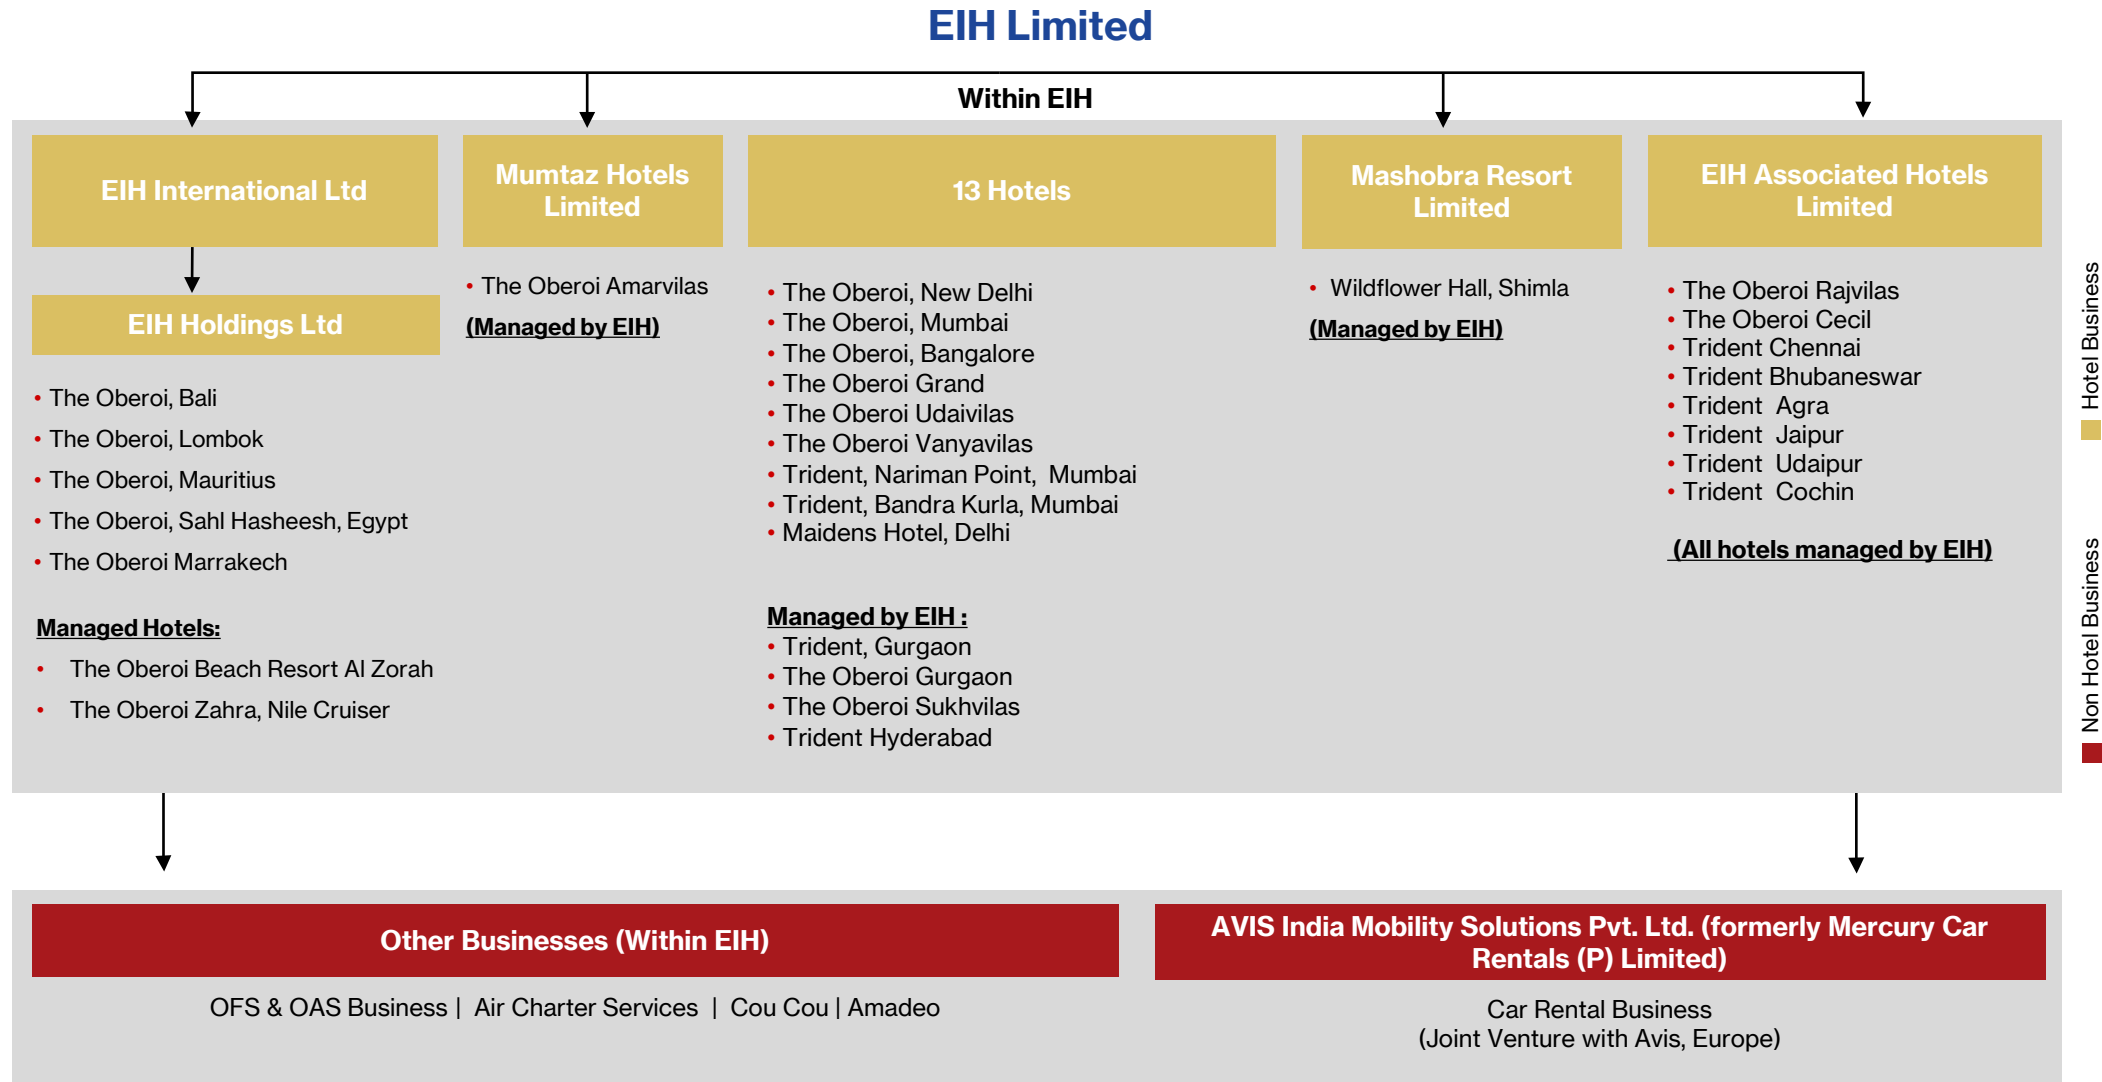 EIH Limited
Within EIH
EIH International Ltd
EIH Holdings Ltd
• The Oberoi, Bali
• The Oberoi, Lombok
• The Oberoi, Mauritius
• The Oberoi, Sahl Hasheesh, Egypt
• The Oberoi Marrakech
Managed Hotels:
• The Oberoi Beach Resort Al Zorah
• The Oberoi Zahra, Nile Cruiser
Mumtaz Hotels
Limited
• The Oberoi Amarvilas
(Managed by EIH)
13 Hotels
• The Oberoi, New Delhi
• The Oberoi, Mumbai
• The Oberoi, Bangalore
• The Oberoi Grand
• The Oberoi Udaivilas
• The Oberoi Vanyavilas
• Trident, Nariman Point, Mumbai
• Trident, Bandra Kurla, Mumbai
• Maidens Hotel, Delhi
Managed by EIH :
• Trident, Gurgaon
• The Oberoi Gurgaon
• The Oberoi Sukhvilas
• Trident Hyderabad
Mashobra Resort
Limited
• Wildflower Hall, Shimla
(Managed by EIH)
EIH Associated Hotels
Limited
• The Oberoi Rajvilas
• The Oberoi Cecil
• Trident Chennai
• Trident Bhubaneswar
• Trident Agra
• Trident Jaipur
• Trident Udaipur
• Trident Cochin
(All hotels managed by EIH)
Hotel Business
Non Hotel Business
Other Businesses (Within EIH)
OFS & OAS Business | Air Charter Services | Cou Cou | Amadeo
AVIS India Mobility Solutions Pvt. Ltd. (formerly Mercury Car
Rentals (P) Limited)
Car Rental Business
(Joint Venture with Avis, Europe)